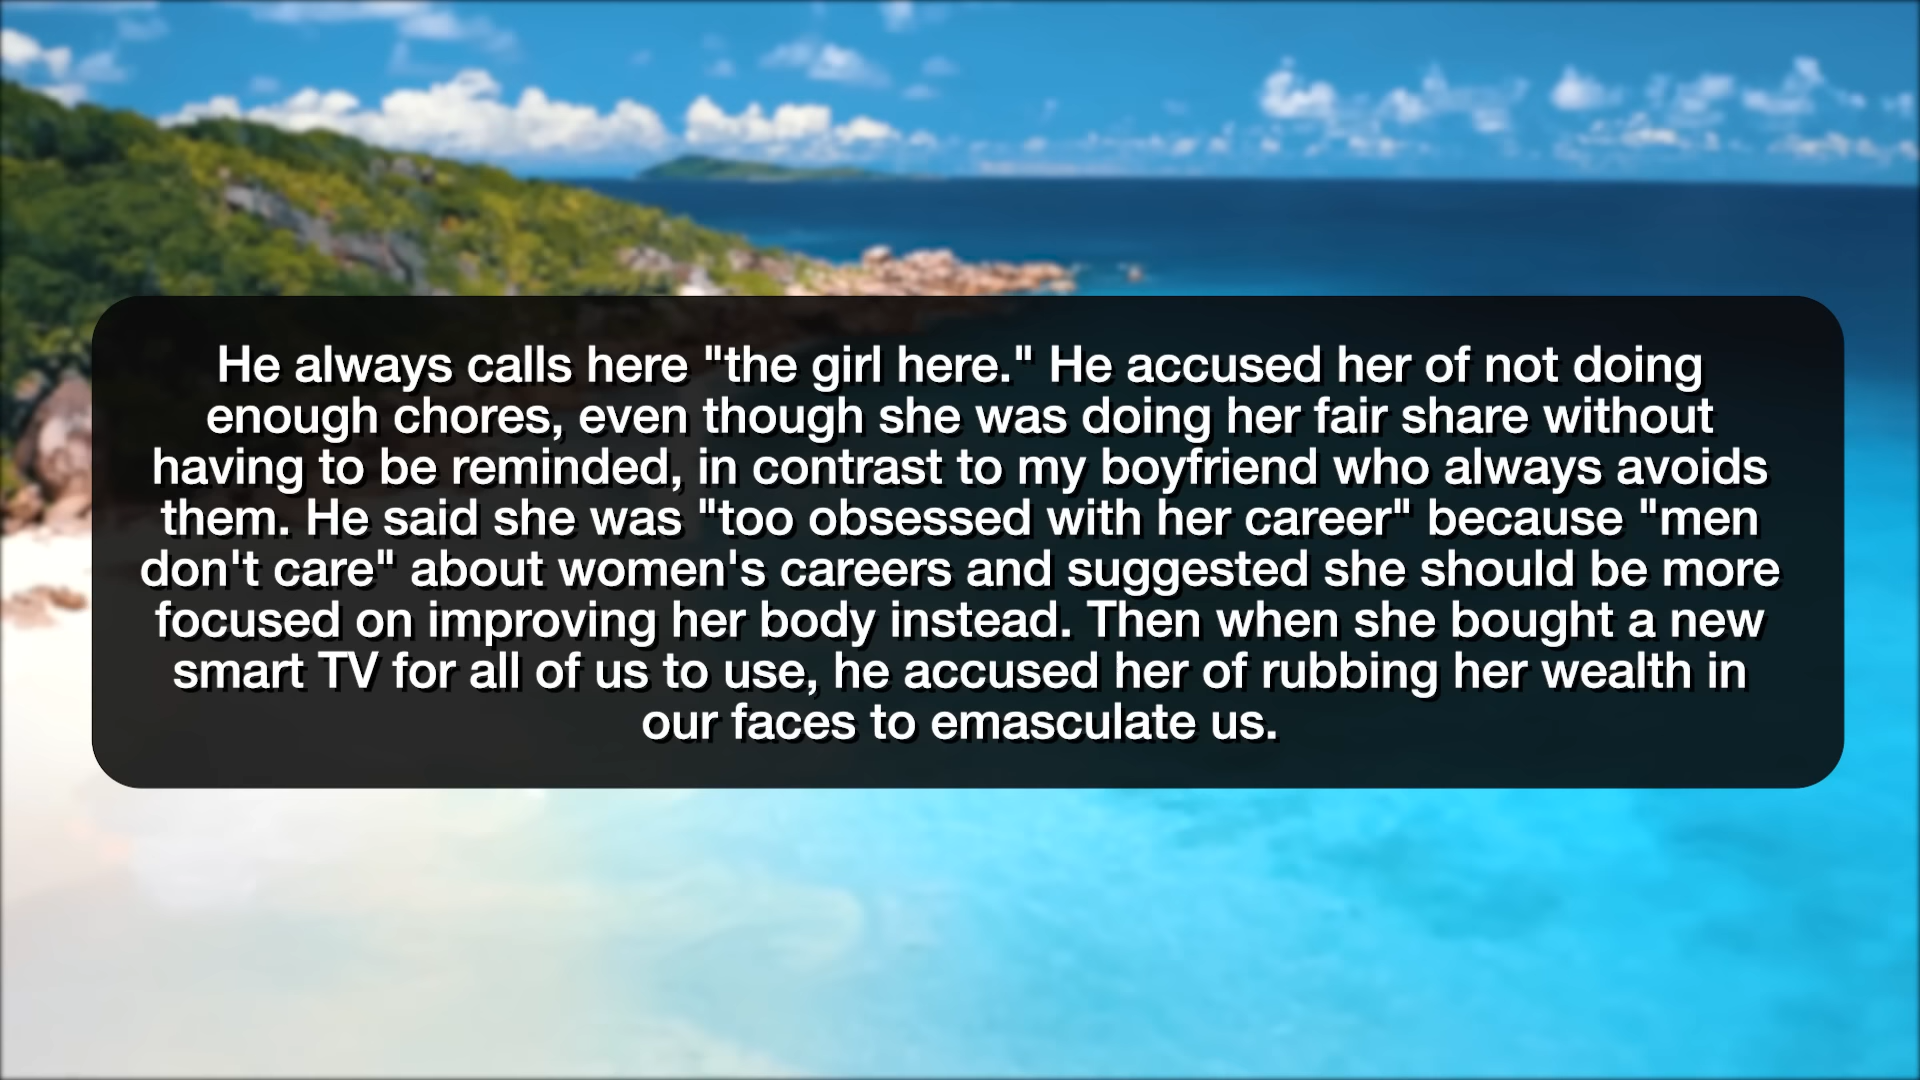 He always calls here "the girl here." He accused her of not doing
enough chores, even though she was doing her fair share without
having to be reminded, in contrast to my boyfriend who always avoids
them. He said she was "too obsessed with her career" because "men
don't care" about women's careers and suggested she should be more
focused on improving her body instead. Then when she bought a new
smart TV for all of us to use, he accused her of rubbing her wealth in
our faces to emasculate us.